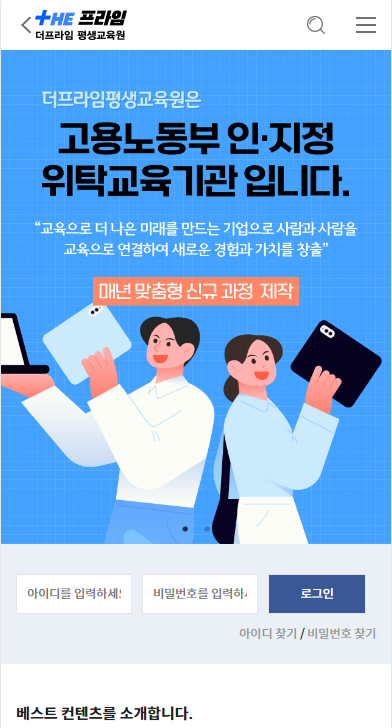 THE 프라임
더프라임 평생교육원
더프라임평생교육원은
고용노동부 인·지정
위탁교육기관 입니다.
“교육으로 더 나은 미래를 만드는 기업으로 사람과 사람을
교육으로 연결하여 새로운 경험과 가치를 창출”
매년 맞춤형 신규 과정 제작
아이디를 입력하세요
비밀번호를 입력하시
로그인
아이디 찾기 / 비밀번호 찾기
베스트 컨텐츠를 소개합니다.